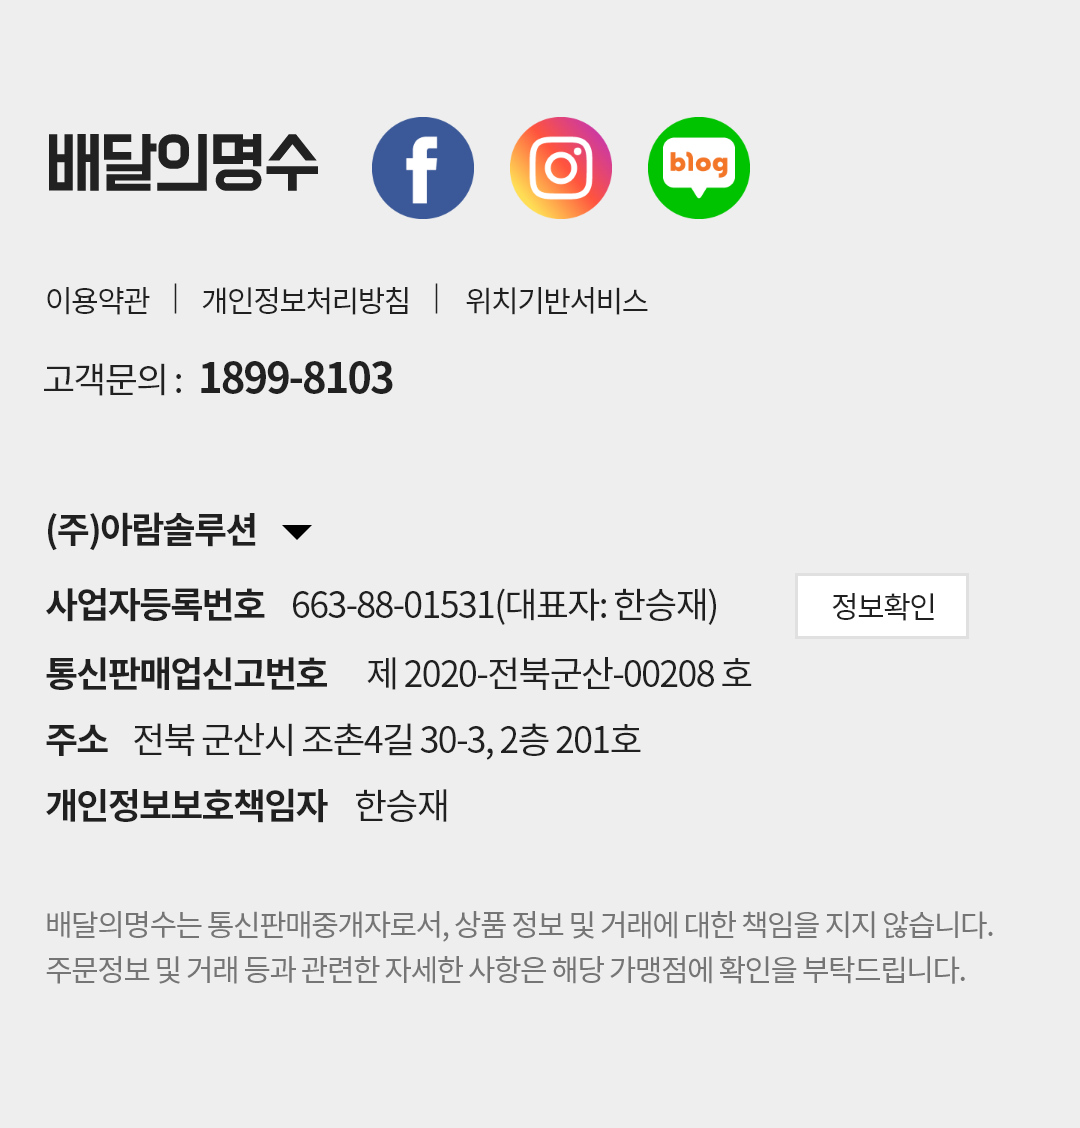 배달의명수 f blog
이용약관 | 개인정보처리방침 | 위치기반서비스
고객문의 : 1899-8103
(주)아람솔루션
사업자등록번호 663-88-01531(대표자: 한승재) 정보확인
통신판매업신고번호 제 2020-전북군산-00208 호
주소 전북 군산시 조촌4길 30-3, 2층 201호
개인정보보호책임자 한승재
배달의명수는 통신판매중개자로서, 상품 정보 및 거래에 대한 책임을 지지 않습니다.
주문정보 및 거래 등과 관련한 자세한 사항은 해당 가맹점에 확인을 부탁드립니다.